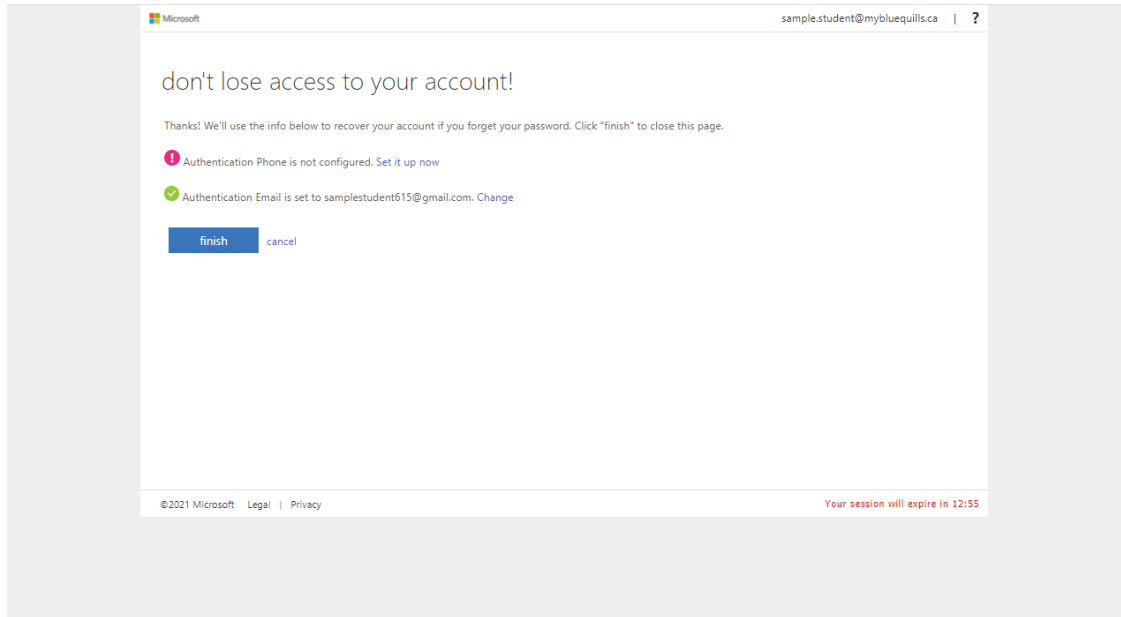 Microsoft
sample.student@mybluequills.ca | ?
don't lose access to your account!
Thanks! We'll use the info below to recover your account if you forget your password. Click "finish" to close this page.
! Authentication Phone is not configured. Set it up now
Authentication Email is set to samplestudent615@gmail.com. Change
finish cancel
©2021 Microsoft Legal | Privacy
Your session will expire in 12:55